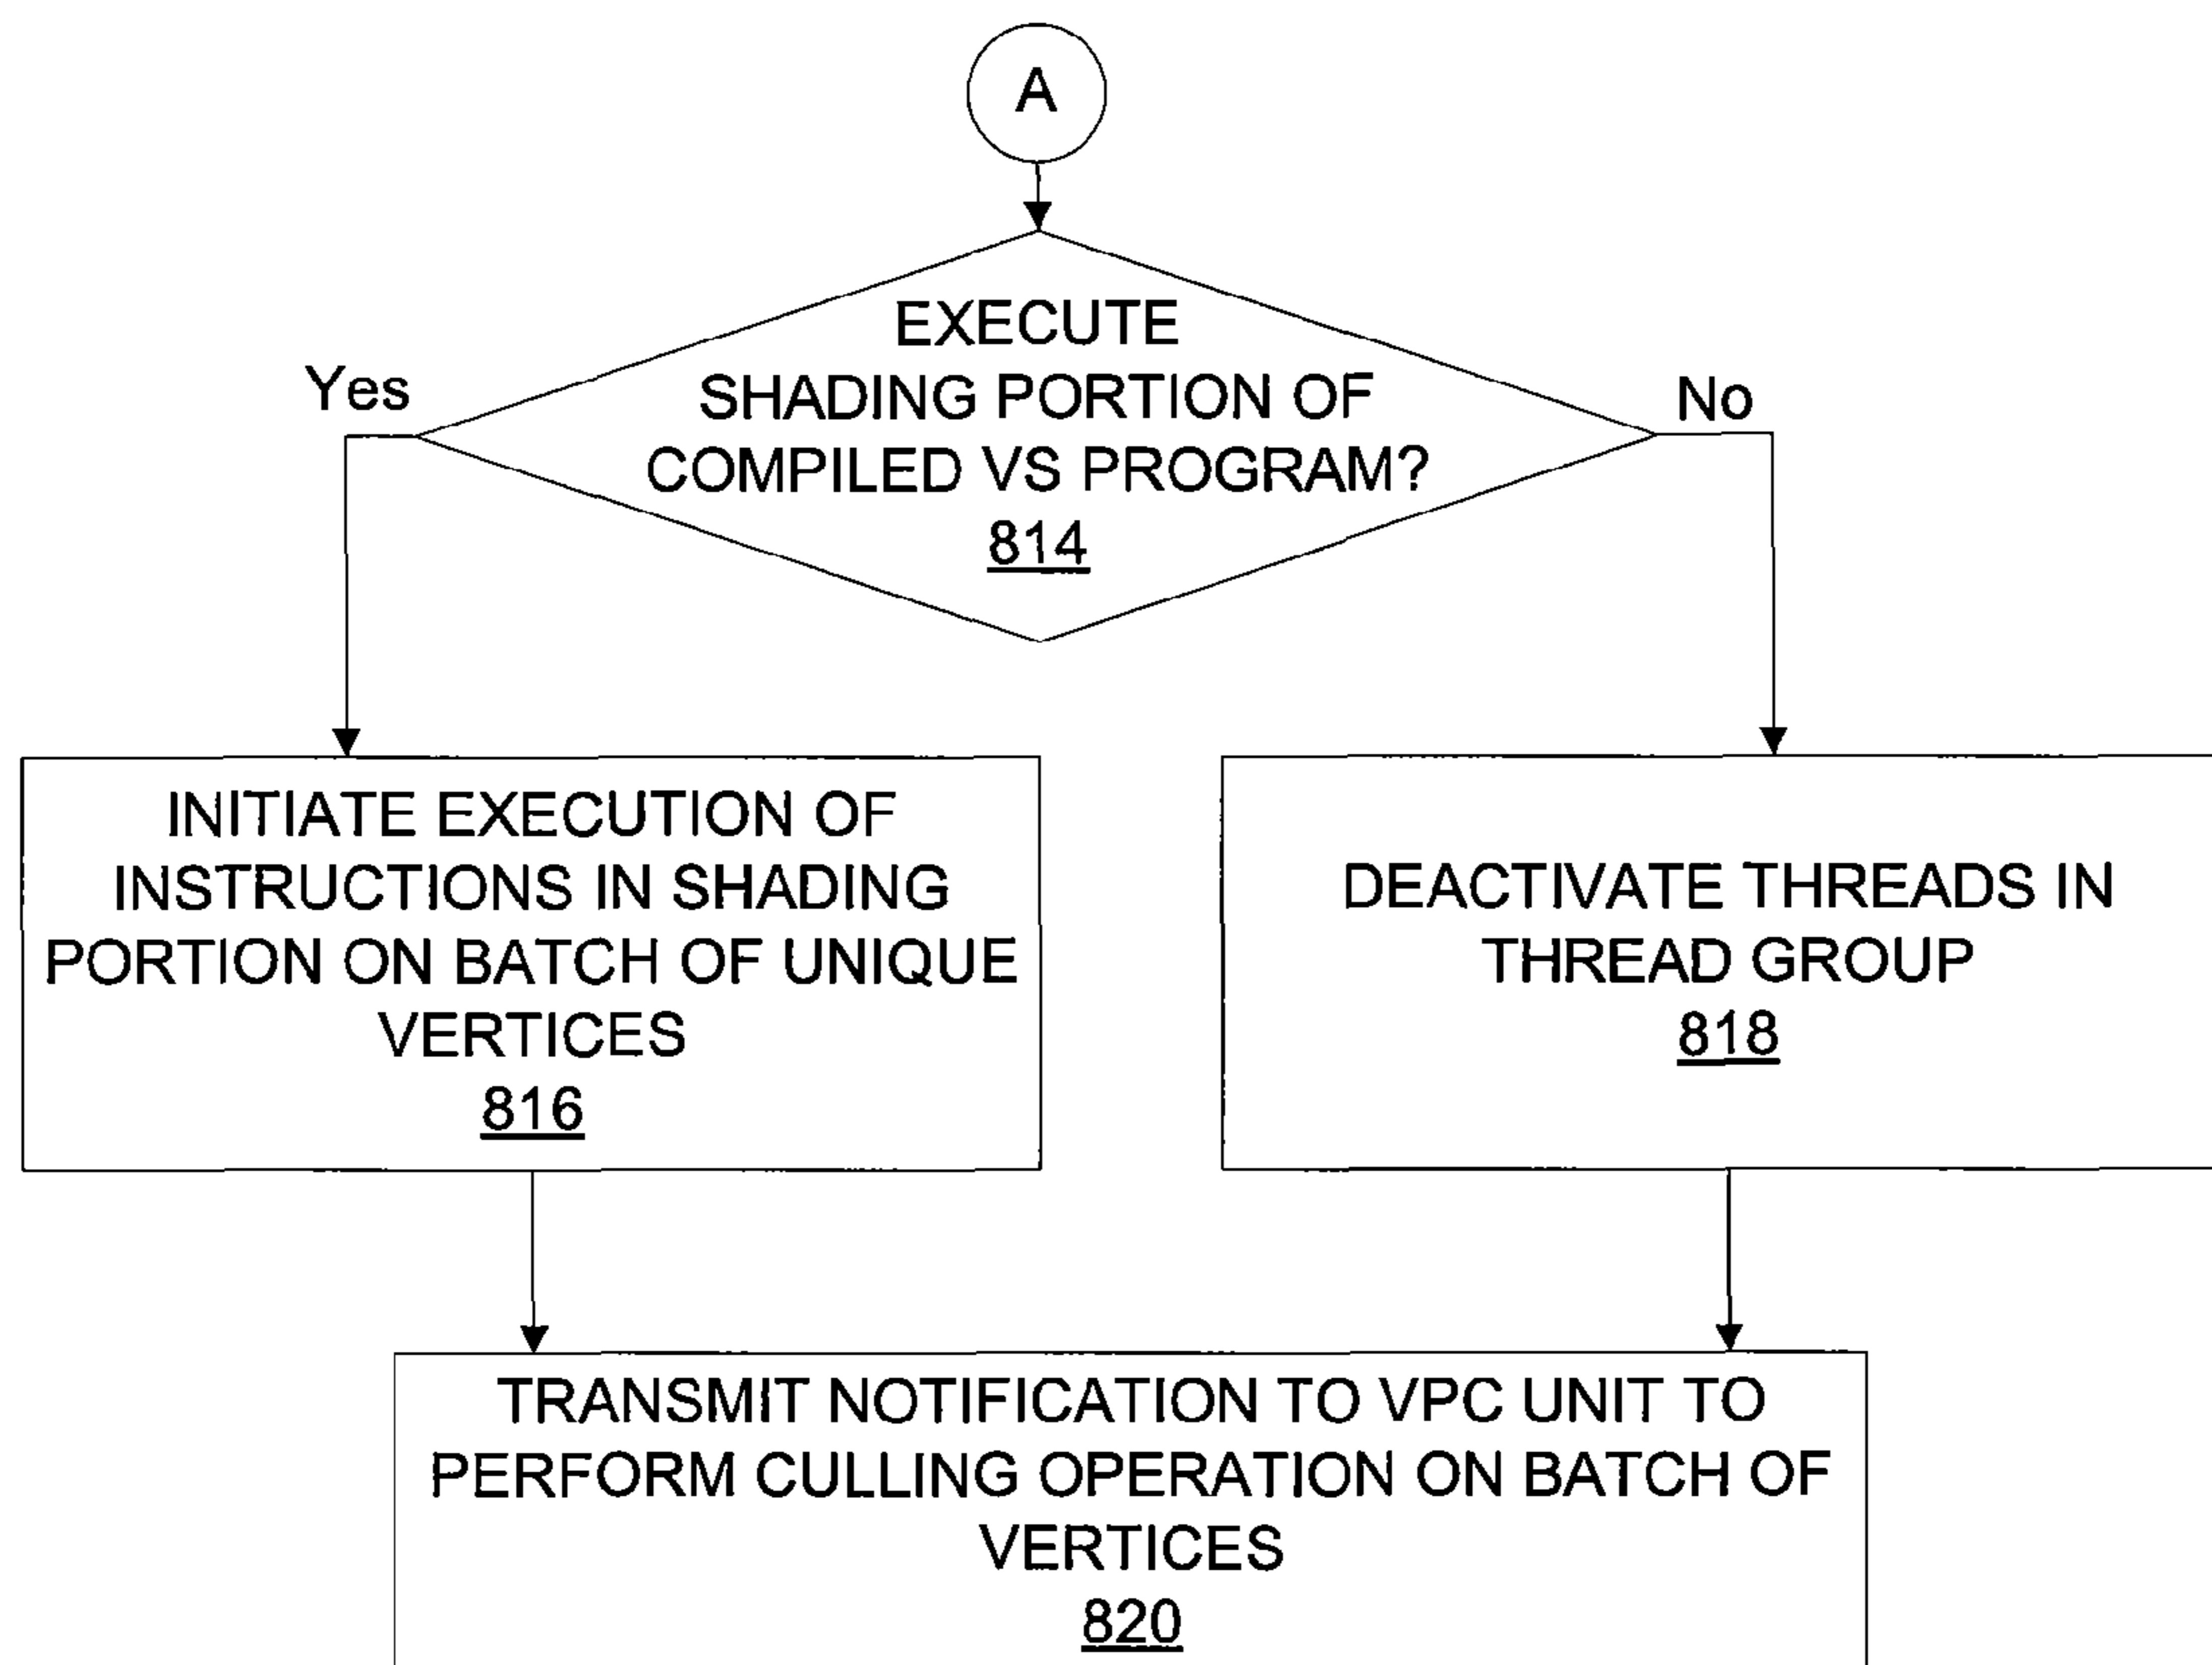 A
EXECUTE
SHADING PORTION OF
COMPILED VS PROGRAM?
814
Yes
No
INITIATE EXECUTION OF
INSTRUCTIONS IN SHADING
PORTION ON BATCH OF UNIQUE
VERTICES
816
DEACTIVATE THREADS IN
THREAD GROUP
818
TRANSMIT NOTIFICATION TO VPC UNIT TO
PERFORM CULLING OPERATION ON BATCH OF
VERTICES
820